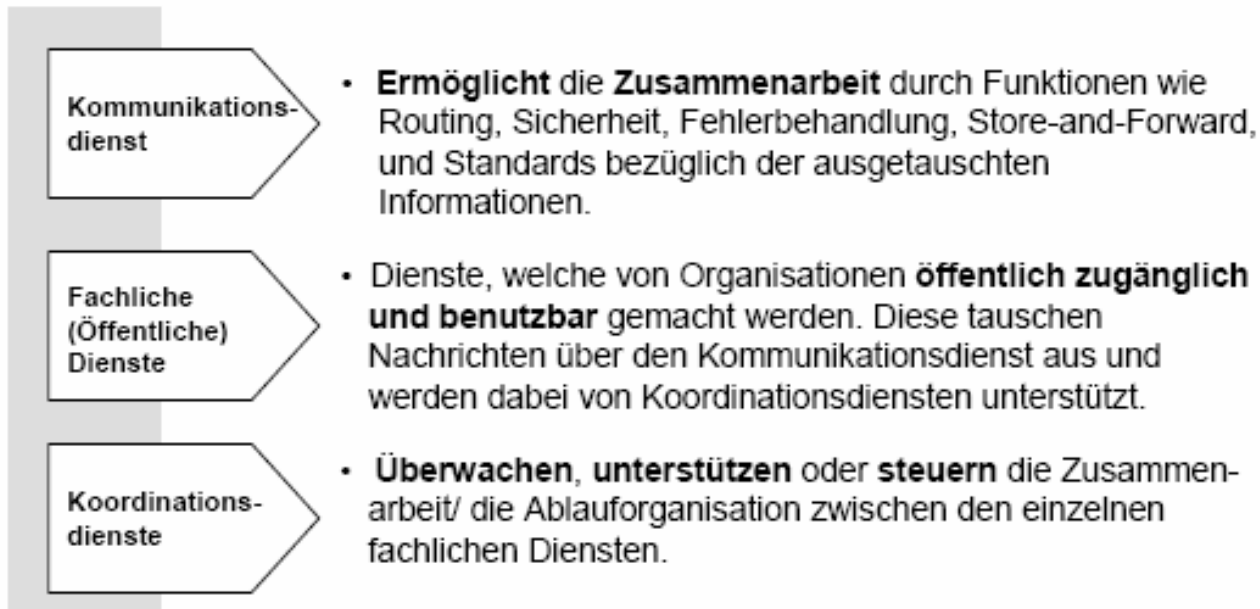 Kommunikations-
dienst
• Ermöglicht die Zusammenarbeit durch Funktionen wie
Routing, Sicherheit, Fehlerbehandlung, Store-and-Forward,
und Standards bezüglich der ausgetauschten
Informationen.
Fachliche
(Öffentliche)
Dienste
• Dienste, welche von Organisationen öffentlich zugänglich
und benutzbar gemacht werden. Diese tauschen
Nachrichten über den Kommunikationsdienst aus und
werden dabei von Koordinationsdiensten unterstützt.
Koordinations-
dienste
• Überwachen, unterstützen oder steuern die Zusammen-
arbeit/ die Ablauforganisation zwischen den einzelnen
fachlichen Diensten.